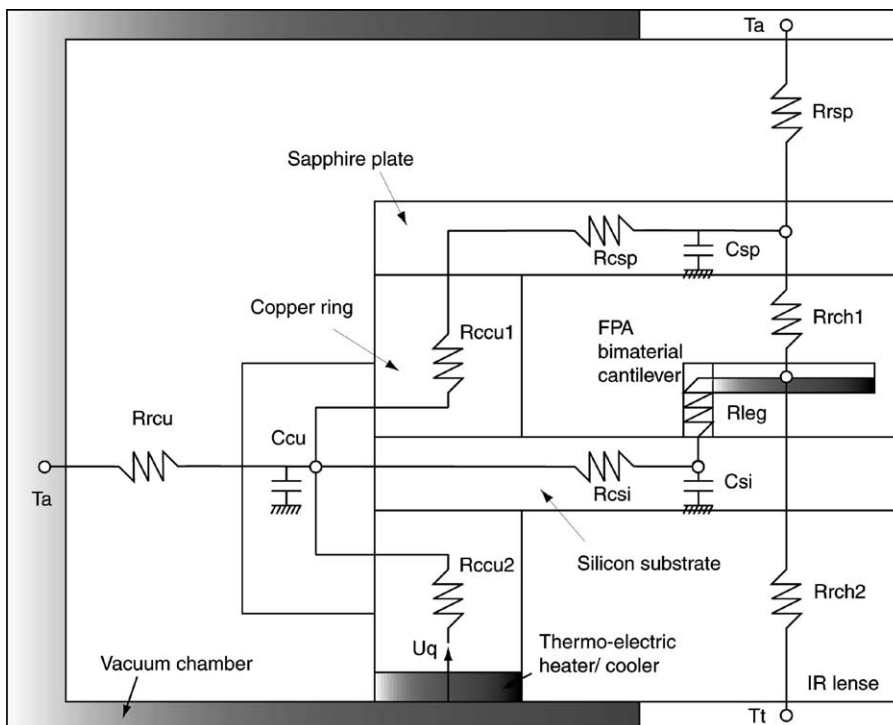 Ta
Rrsp
Sapphire plate
Rcsp
Csp
Copper ring
Rccu1
FPA
bimaterial
cantilever
Rrch1
Rleg
Rrcu
Ccu
Ta
Rcsi
Csi
Silicon substrate
Rccu2
Rrch2
Uq
Thermo-electric
heater/ cooler
Vacuum chamber
IR lense
Tt